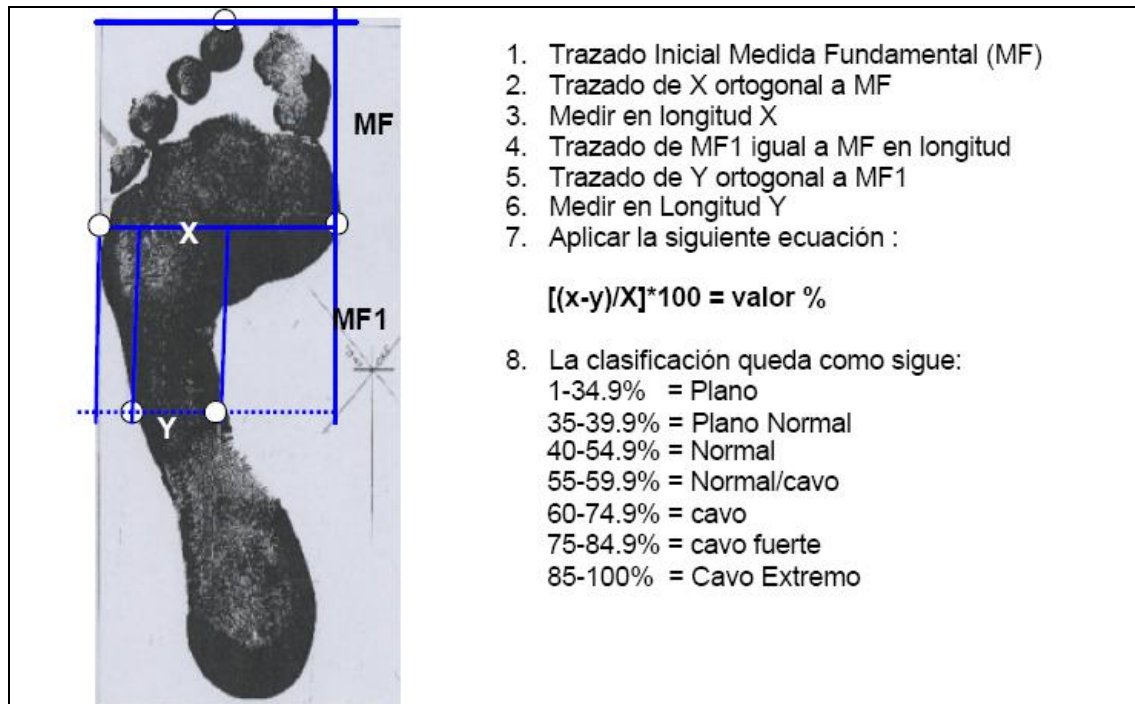 MF
X
MF1
Y
1. Trazado Inicial Medida Fundamental (MF)
2. Trazado de X ortogonal a MF
3. Medir en longitud X
4. Trazado de MF1 igual a MF en longitud
5. Trazado de Y ortogonal a MF1
6. Medir en Longitud Y
7. Aplicar la siguiente ecuación :
[(x-y)/X]*100 = valor %
8. La clasificación queda como sigue:
1-34.9% = Plano
35-39.9% = Plano Normal
40-54.9% = Normal
55-59.9% = Normal/cavo
60-74.9% = cavo
75-84.9% = cavo fuerte
85-100% = Cavo Extremo